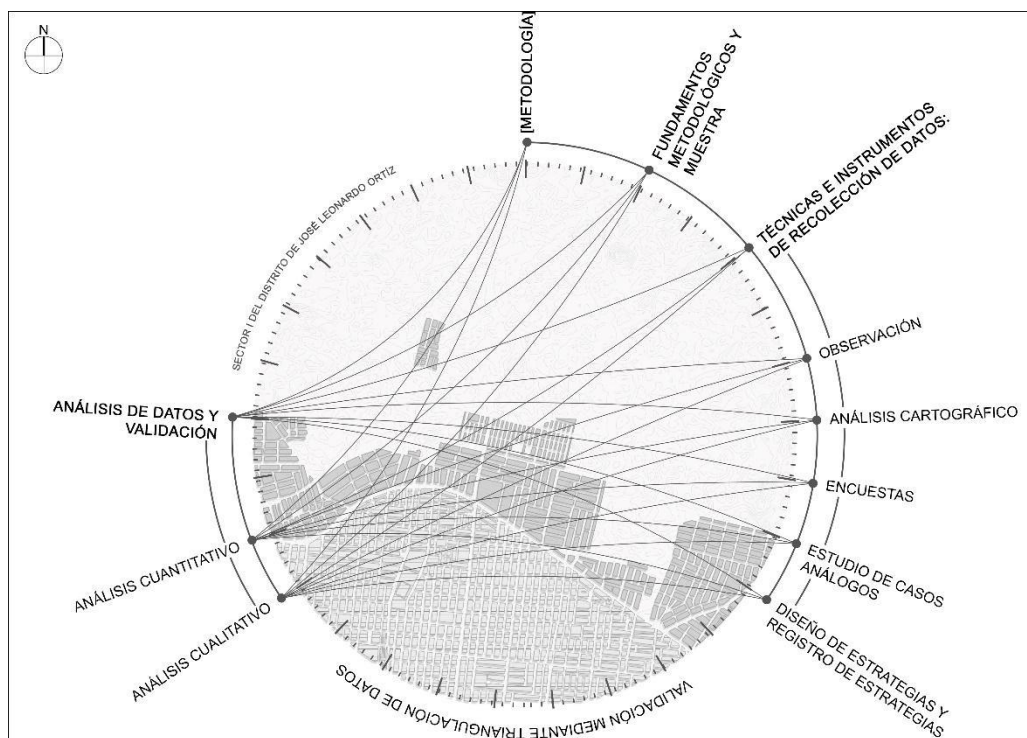 N
[METODOLOGÍA]
FUNDAMENTOS
METODOLÓGICOS Y
MUESTRA
TÉCNICAS E INSTRUMENTOS
DE RECOLECCIÓN DE DATOS:
SECTOR I DEL DISTRITO DE JOSÉ LEONARDO ORTÍZ
OBSERVACIÓN
ANÁLISIS DE DATOS Y
VALIDACIÓN
ANÁLISIS CARTOGRÁFICO
ENCUESTAS
ANÁLISIS CUANTITATIVO
ESTUDIO DE CASOS
ANÁLOGOS
ANÁLISIS CUALITATIVO
DISEÑO DE ESTRATEGIAS Y
REGISTRO DE ESTRATEGIAS
VALIDACIÓN MEDIANTE TRIANGULACIÓN DE DATOS